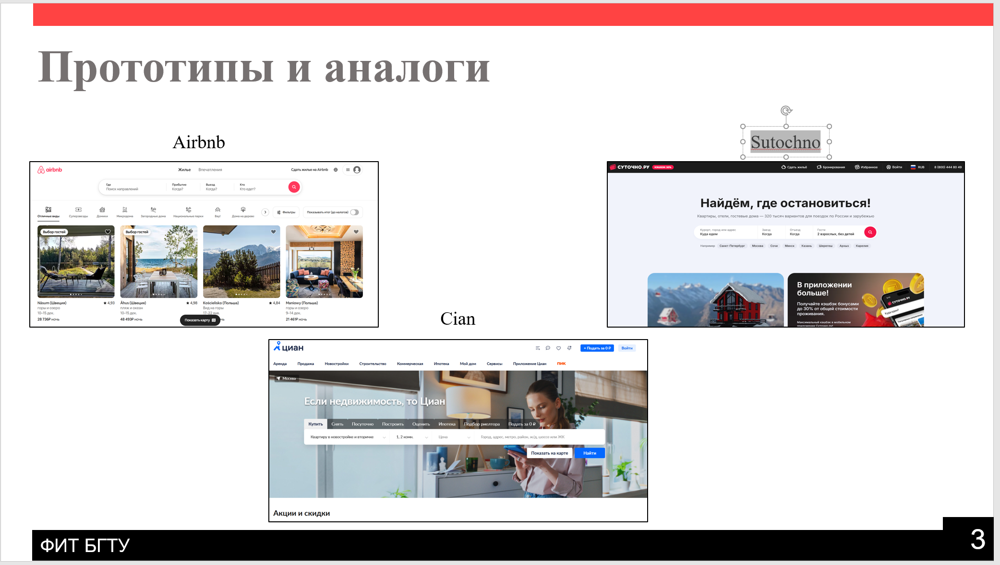 Прототипы и аналоги
Airbnb
airbnb
Жилье Впечатления Сдать жилье на Airbnb
Где Прибытие Выезд Кто
Поиск направлений Когда? Когда? Кто едет?
Отличные виды Суперзвезды Домики Микродома Загородные дома Национальные парки Вау! Дома на дереве Фильтры Показывать итог (до налогов)
Выбор гостей Выбор гостей
Näsum (Швеция) 4,93 Åhus (Швеция) 4,98 Kościelisko (Польша) 4,84 Maniowy (Польша)
горы и озеро пляж и океан Вид на горы горы и озеро
10–15 дек. 10–15 дек. 17–22 янв. 9–14 дек.
28 736₽ ночь 48 493₽ ночь Показать карту 21 461₽ ночь
Sutochno
СУТОЧНО.РУ КЭШБЭК 30% Сдать жильё Бронирования Избранное Войти RUB 8 (800) 444 80 49
Найдём, где остановиться!
Квартиры, отели, гостевые дома — 320 тысяч вариантов для поездок по России и зарубежью
Курорт, город или адрес Заезд Отъезд Гости
Куда едем Когда Когда 2 взрослых, без детей
Например Санкт-Петербург Москва Сочи Минск Казань Шерегеш Архыз Карелия
В приложении
больше!
Получайте кэшбэк бонусами
до 30% от общей стоимости
проживания.
Максимальный кэшбэк в мобильном
приложении Суточно.ру!
СУТОЧНО.РУ
Куда едем?
Популярные направления
Cian
циан + Подать за 0 ₽ Войти
Аренда Продажа Новостройки Строительство Коммерческая Ипотека Мой дом Сервисы Приложение Циан ПИК
Москва
Если недвижимость, то Циан
Купить Снять Посуточно Построить Оценить Ипотека Подбор риелтора Подать за 0 ₽
Квартиру в новостройке и вторичке 1, 2 комн. Цена Город, адрес, метро, район, ж/д, шоссе или ЖК
Показать на карте Найти
Акции и скидки
ФИТ БГТУ
3